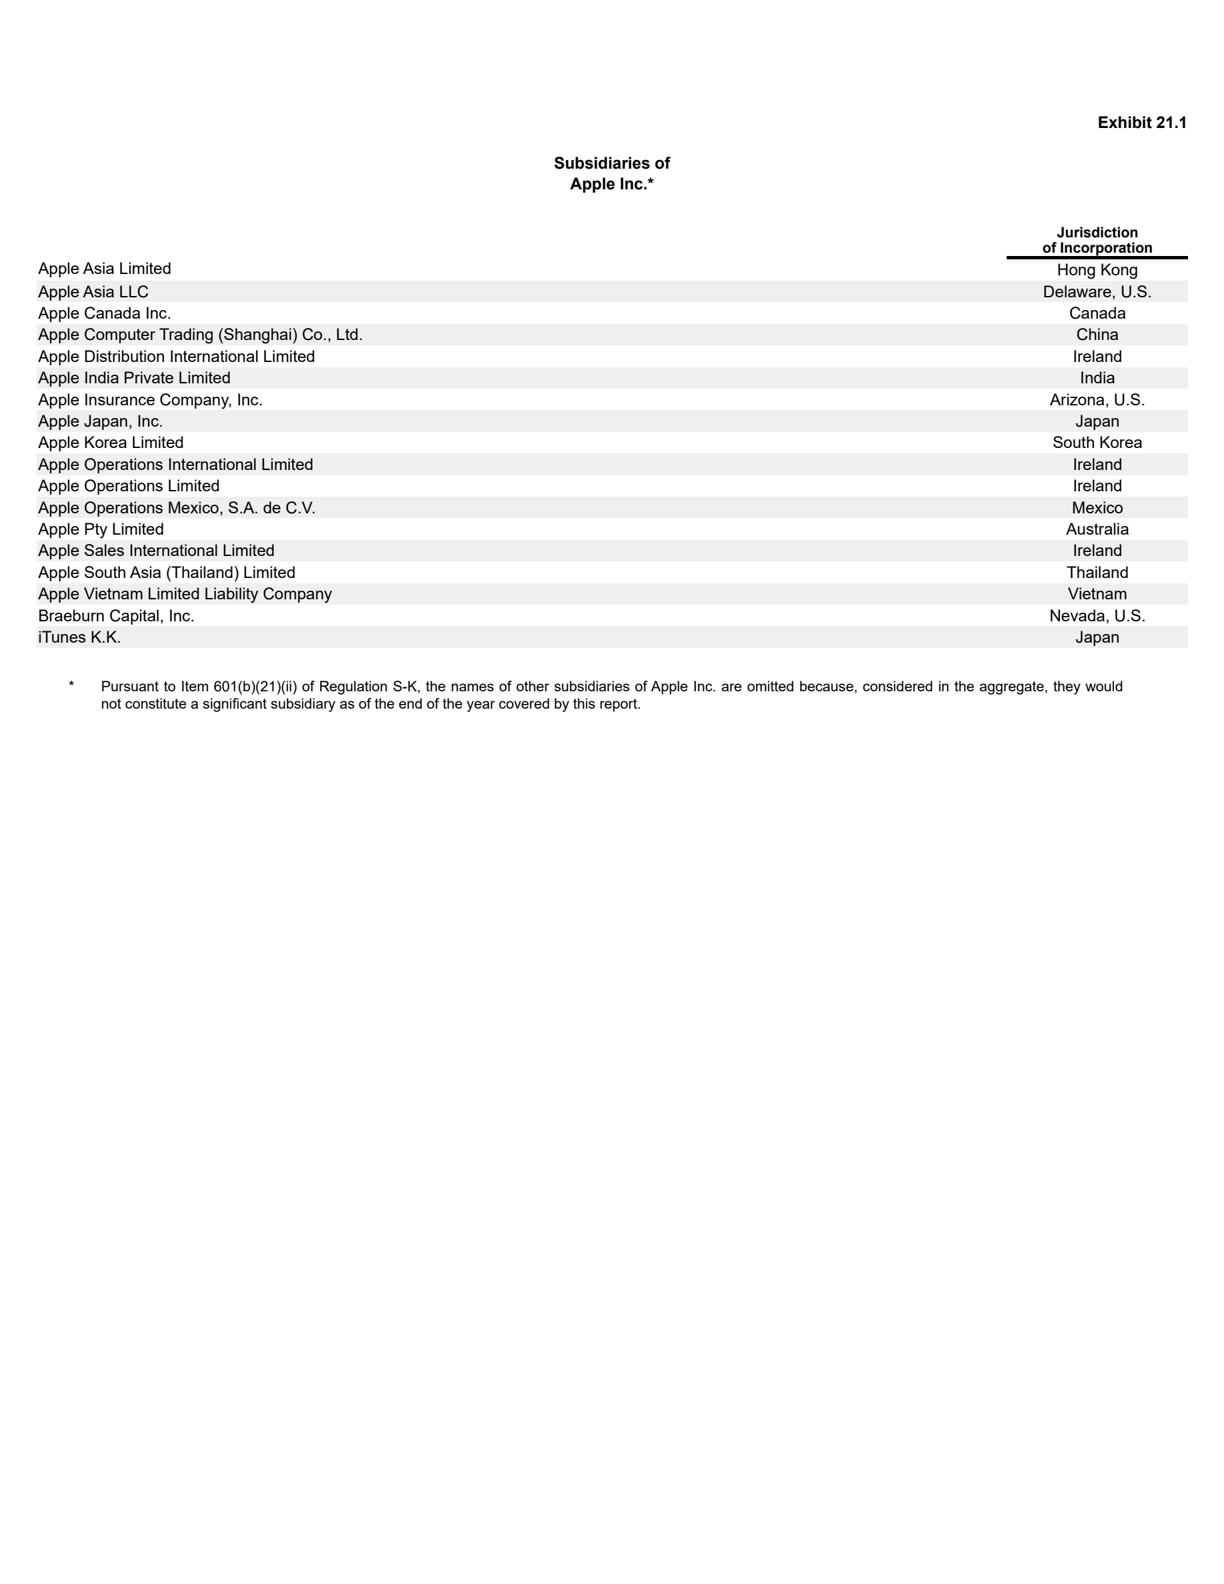 Exhibit 21.1
Subsidiaries of
Apple Inc.*
Jurisdiction
of Incorporation
Apple Asia Limited Hong Kong
Apple Asia LLC Delaware, U.S.
Apple Canada Inc. Canada
Apple Computer Trading (Shanghai) Co., Ltd. China
Apple Distribution International Limited Ireland
Apple India Private Limited India
Apple Insurance Company, Inc. Arizona, U.S.
Apple Japan, Inc. Japan
Apple Korea Limited South Korea
Apple Operations International Limited Ireland
Apple Operations Limited Ireland
Apple Operations Mexico, S.A. de C.V. Mexico
Apple Pty Limited Australia
Apple Sales International Limited Ireland
Apple South Asia (Thailand) Limited Thailand
Apple Vietnam Limited Liability Company Vietnam
Braeburn Capital, Inc. Nevada, U.S.
iTunes K.K. Japan
* Pursuant to Item 601(b)(21)(ii) of Regulation S-K, the names of other subsidiaries of Apple Inc. are omitted because, considered in the aggregate, they would
not constitute a significant subsidiary as of the end of the year covered by this report.